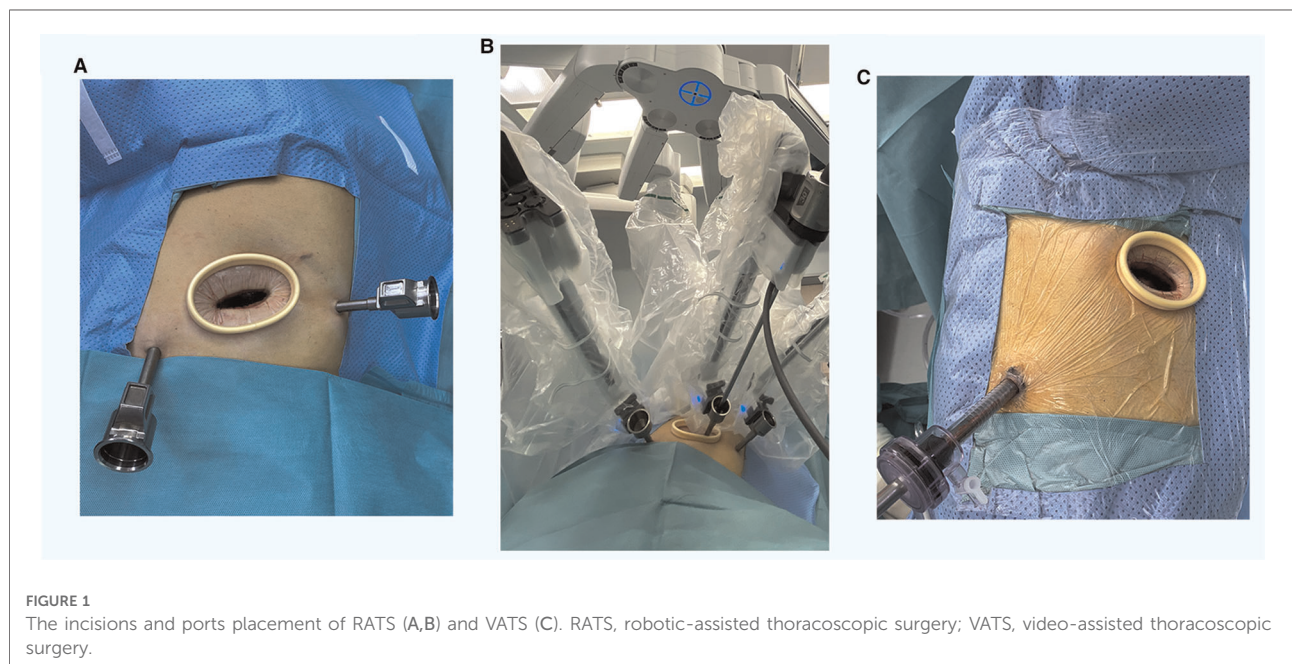 A
B
C
FIGURE 1
The incisions and ports placement of RATS (A,B) and VATS (C). RATS, robotic-assisted thoracoscopic surgery; VATS, video-assisted thoracoscopic
surgery.